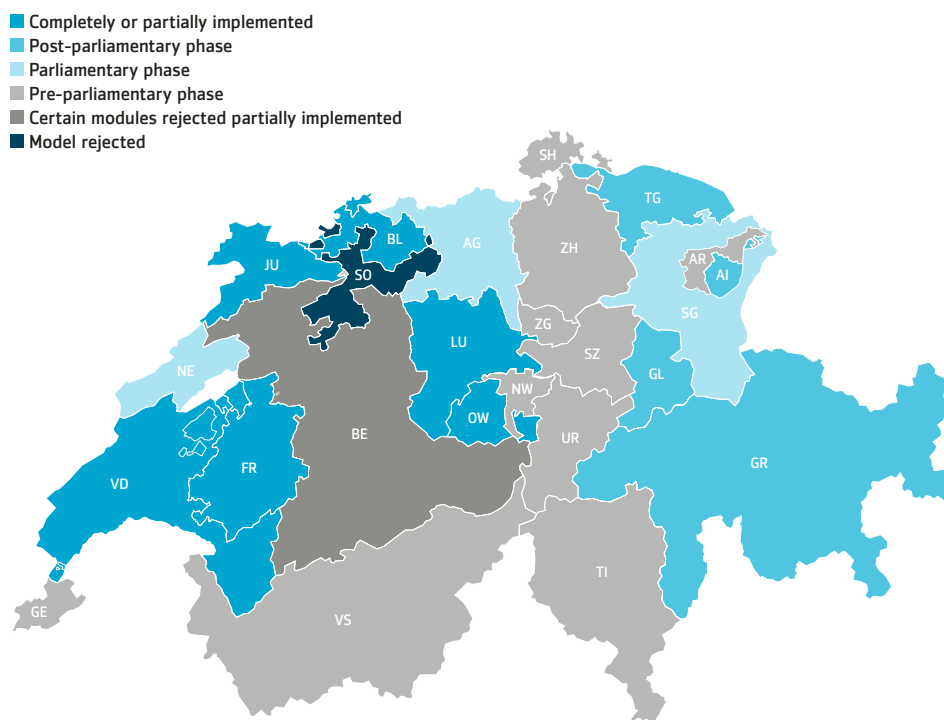 Completely or partially implemented
Post-parliamentary phase
Parliamentary phase
Pre-parliamentary phase
Certain modules rejected partially implemented
Model rejected
SH
TG
BL
AG
ZH
AR
JU
SO
AI
SG
ZG
LU
SZ
NE
GL
NW
OW
BE
UR
GR
FR
VD
TI
GE
VS